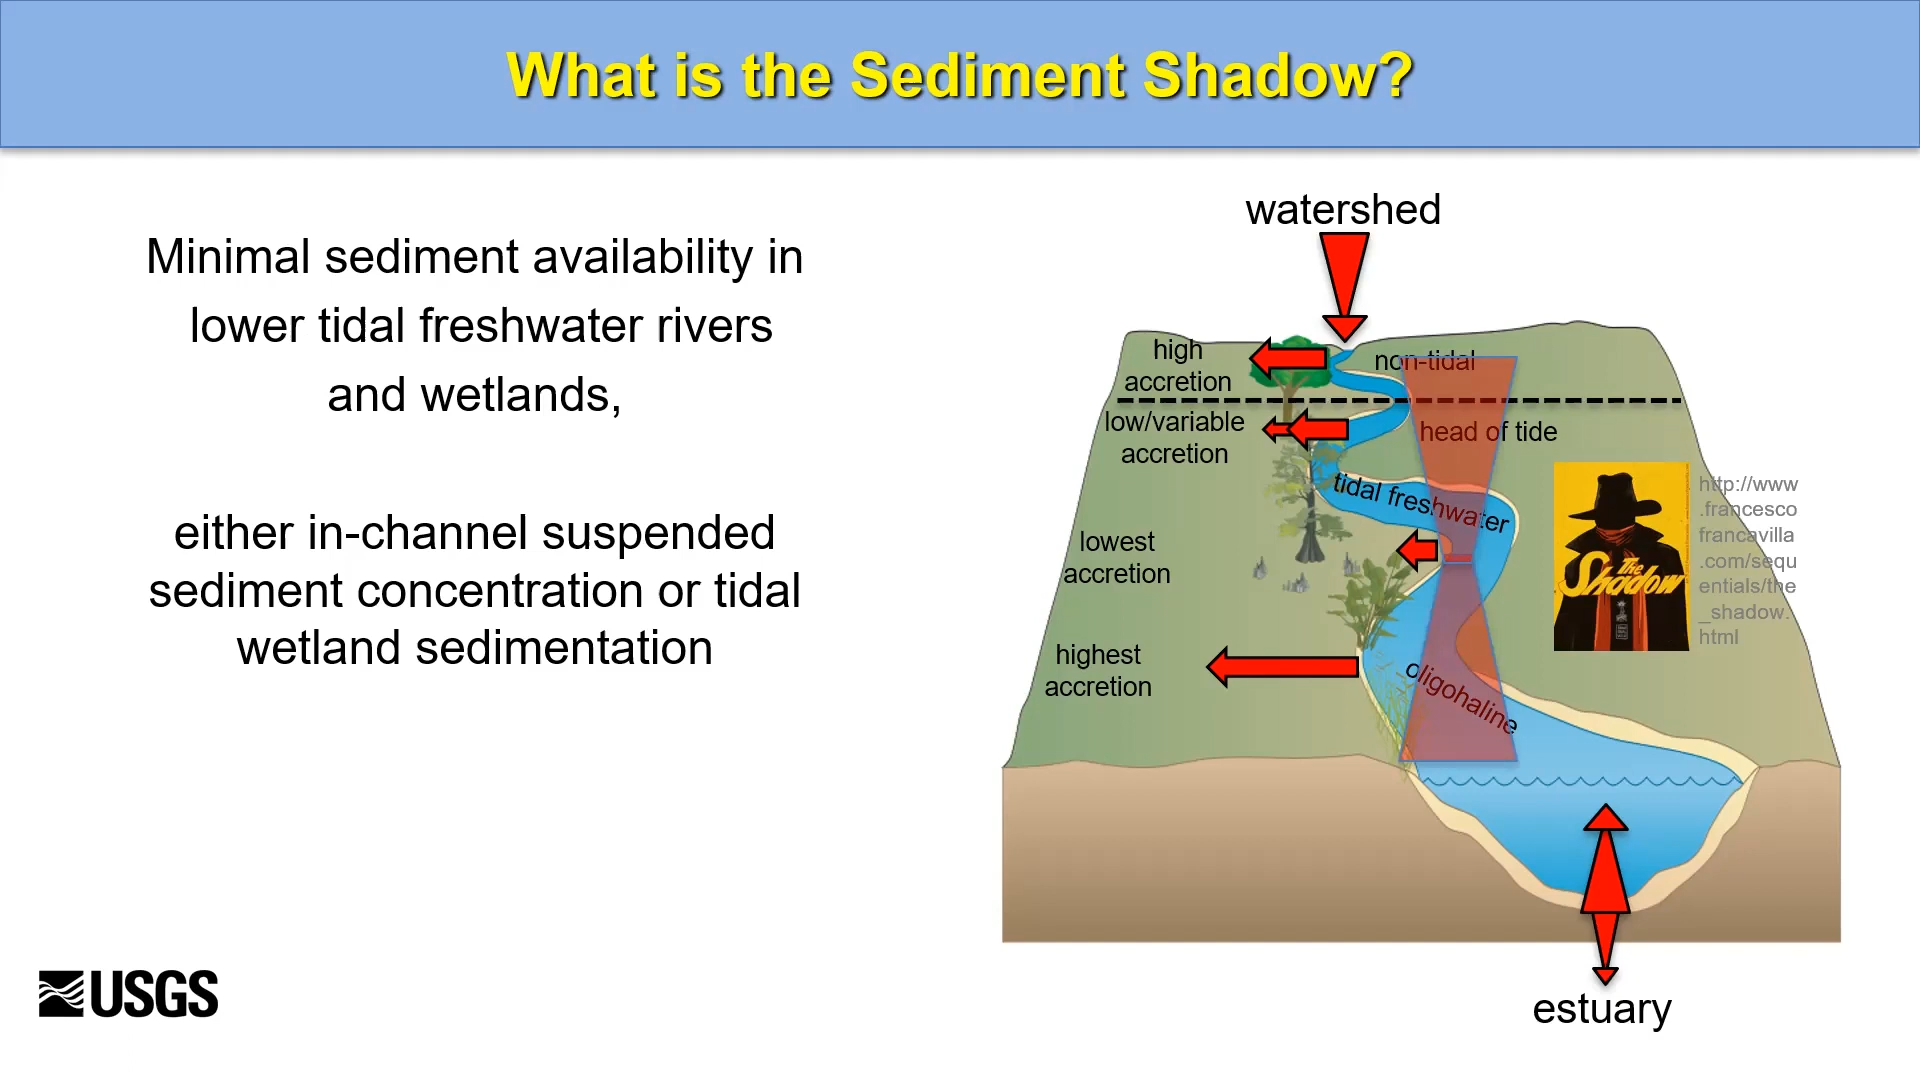 What is the Sediment Shadow?
Minimal sediment availability in
lower tidal freshwater rivers
and wetlands,
either in-channel suspended
sediment concentration or tidal
wetland sedimentation
watershed
high
accretion
non-tidal
low/variable
accretion
head of tide
tidal freshwater
lowest
accretion
highest
accretion
oligohaline
The
Shadow
http://www
.francesco
francavilla
.com/sequ
entials/the
_shadow.
html
estuary
USGS